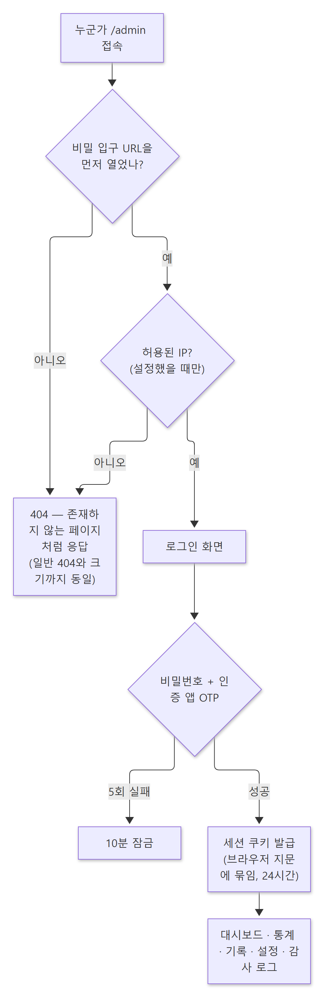 누군가 /admin
접속
비밀 입구 URL을
먼저 열었나?
예
허용된 IP?
(설정했을 때만)
아니오
아니오
예
404 — 존재하
지 않는 페이지
처럼 응답
(일반 404와 크
기까지 동일)
로그인 화면
비밀번호 + 인
증 앱 OTP
5회 실패
성공
10분 잠금
세션 쿠키 발급
(브라우저 지문
에 묶임, 24시간)
대시보드 · 통계
· 기록 · 설정 · 감
사 로그